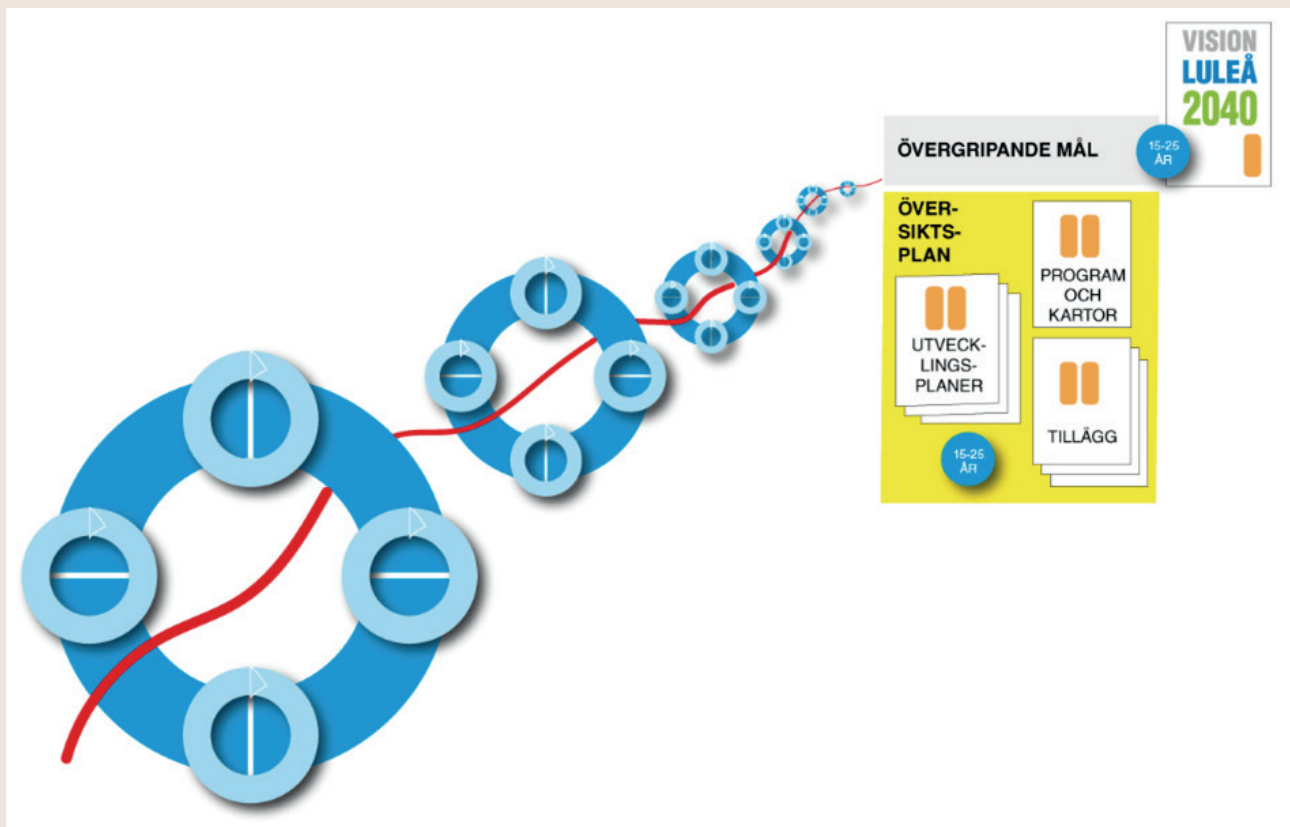 VISION
LULEÅ
2040
ÖVERGRIPANDE MÅL
15-25
ÅR
ÖVER-
SIKTS-
PLAN
PROGRAM
OCH
KARTOR
UTVECK-
LINGS-
PLANER
TILLÄGG
15-25
ÅR